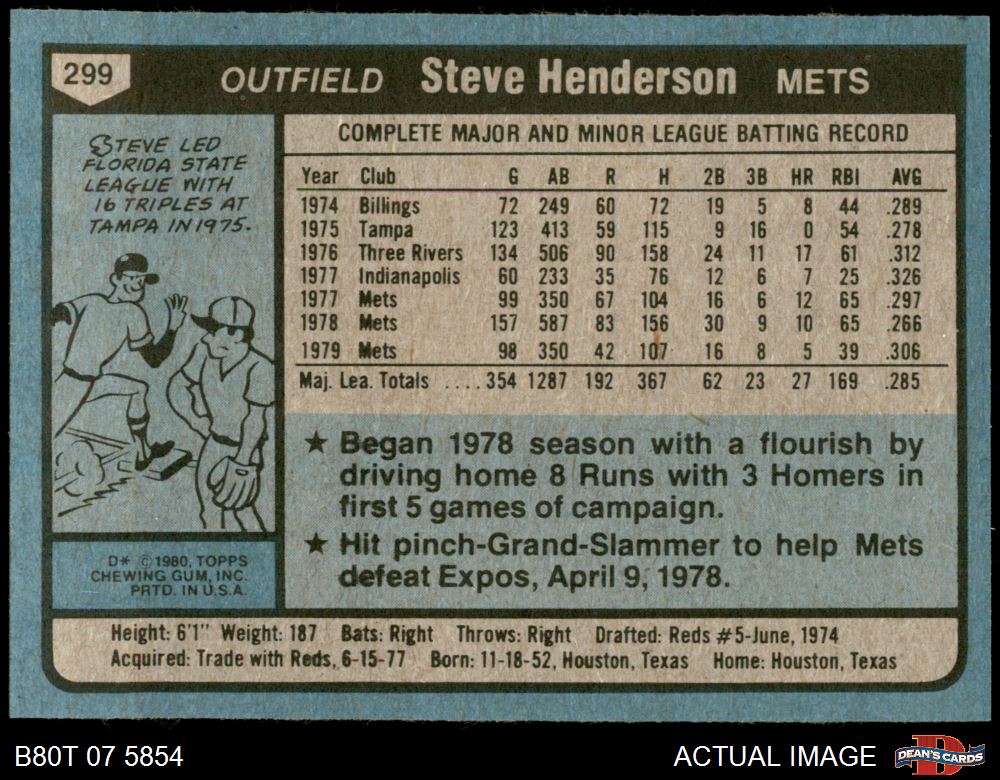 299 OUTFIELD Steve Henderson METS
STEVE LED
FLORIDA STATE
LEAGUE WITH
16 TRIPLES AT
TAMPA IN 1975.
COMPLETE MAJOR AND MINOR LEAGUE BATTING RECORD
Year Club G AB R H 2B 3B HR RBI AVG
1974 Billings 72 249 60 72 19 5 8 44 .289
1975 Tampa 123 413 59 115 9 16 0 54 .278
1976 Three Rivers 134 506 90 158 24 11 17 61 .312
1977 Indianapolis 60 233 35 76 12 6 7 25 .326
1977 Mets 99 350 67 104 16 6 12 65 .297
1978 Mets 157 587 83 156 30 9 10 65 .266
1979 Mets 98 350 42 107 16 8 5 39 .306
Maj. Lea. Totals .... 354 1287 192 367 62 23 27 169 .285
★ Began 1978 season with a flourish by
driving home 8 Runs with 3 Homers in
first 5 games of campaign.
★ Hit pinch-Grand-Slammer to help Mets
defeat Expos, April 9, 1978.
D* ©1980, TOPPS
CHEWING GUM, INC.
PRTD. IN U.S.A.
Height: 6'1" Weight: 187 Bats: Right Throws: Right Drafted: Reds #5-June, 1974
Acquired: Trade with Reds, 6-15-77 Born: 11-18-52, Houston, Texas Home: Houston, Texas
B80T 07 5854 ACTUAL IMAGE D DEAN'S CARDS